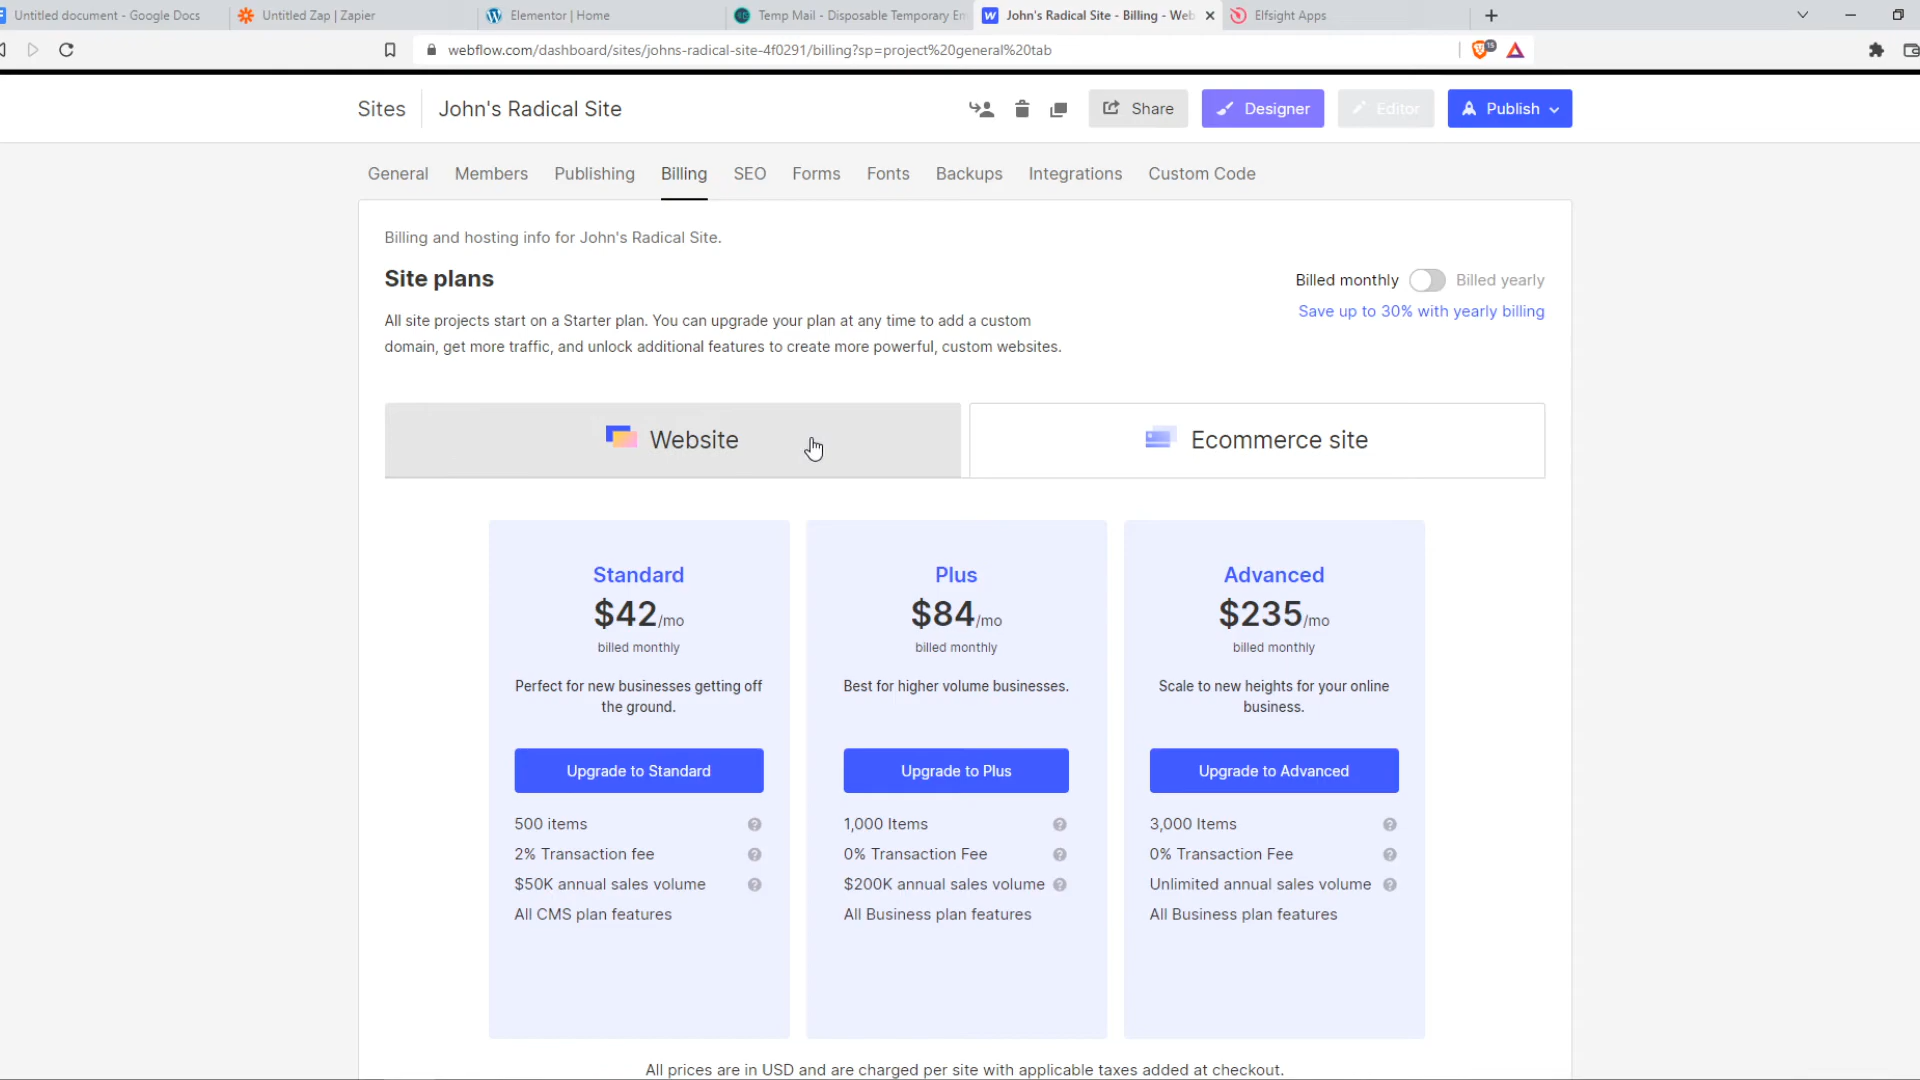 Untitled document - Google Docs
Untitled Zap | Zapier
Elementor | Home
Temp Mail - Disposable Temporary En
John's Radical Site - Billing - Web
Elfsight Apps
webflow.com/dashboard/sites/johns-radical-site-4f0291/billing?sp=project%20general%20tab
15
Sites
John's Radical Site
Share
Designer
Editor
Publish
General
Members
Publishing
Billing
SEO
Forms
Fonts
Backups
Integrations
Custom Code
Billing and hosting info for John's Radical Site.
Site plans
Billed monthly
Billed yearly
Save up to 30% with yearly billing
All site projects start on a Starter plan. You can upgrade your plan at any time to add a custom
domain, get more traffic, and unlock additional features to create more powerful, custom websites.
Website
Ecommerce site
Standard
$42/mo
billed monthly
Perfect for new businesses getting off
the ground.
Upgrade to Standard
500 items
2% Transaction fee
$50K annual sales volume
All CMS plan features
Plus
$84/mo
billed monthly
Best for higher volume businesses.
Upgrade to Plus
1,000 Items
0% Transaction Fee
$200K annual sales volume
All Business plan features
Advanced
$235/mo
billed monthly
Scale to new heights for your online
business.
Upgrade to Advanced
3,000 Items
0% Transaction Fee
Unlimited annual sales volume
All Business plan features
All prices are in USD and are charged per site with applicable taxes added at checkout.